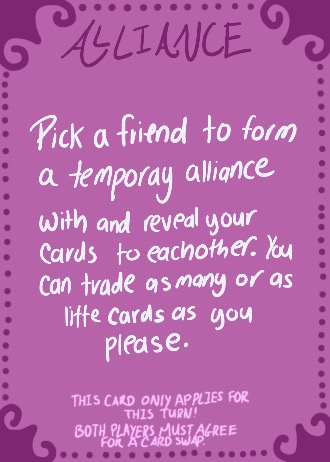 ALLIANCE
Pick a friend to form
a temporay alliance
with and reveal your
cards to eachother. You
can trade as many or as
litte cards as you
please.
THIS CARD ONLY APPLIES FOR
THIS TURN!
BOTH PLAYERS MUST AGREE
FOR A CARD SWAP.